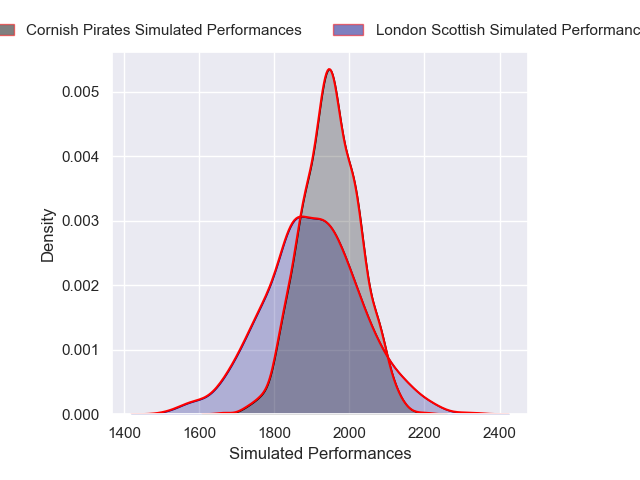 Cornish Pirates Simulated Performances London Scottish Simulated Performanc
0.005
0.004
0.003
0.002
0.001
0.000
Density
1400 1600 1800 2000 2200 2400
Simulated Performances